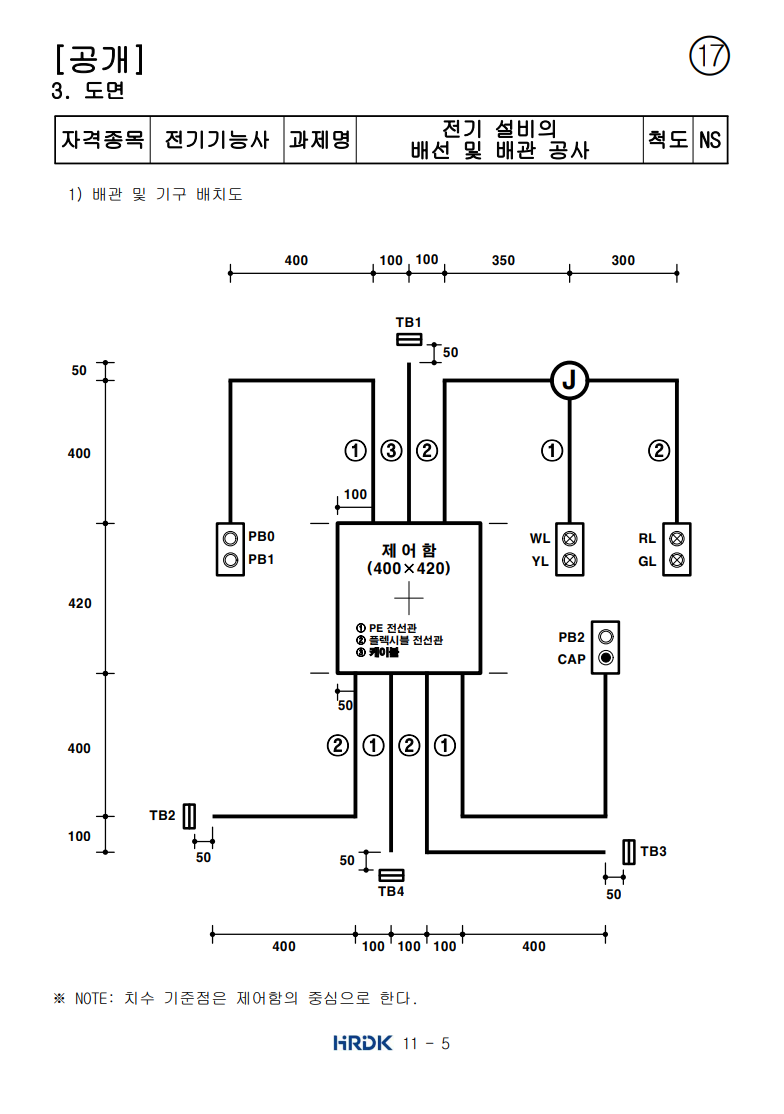 [공개]
17
3. 도면
자격종목 전기기능사 과제명 전기 설비의 배선 및 배관 공사 척도 NS
1) 배관 및 기구 배치도
400 100 100 350 300
TB1
50
50
J
400
① ③ ② ① ②
100
PB0
PB1
제어함
(400×420)
WL
YL
RL
GL
420
① PE 전선관
② 플렉시블 전선관
③ 케이블
PB2
CAP
50
400
② ① ② ①
TB2
100
50
50
TB4
TB3
50
400 100 100 100 400
※ NOTE: 치수 기준점은 제어함의 중심으로 한다.
HRDK 11 - 5